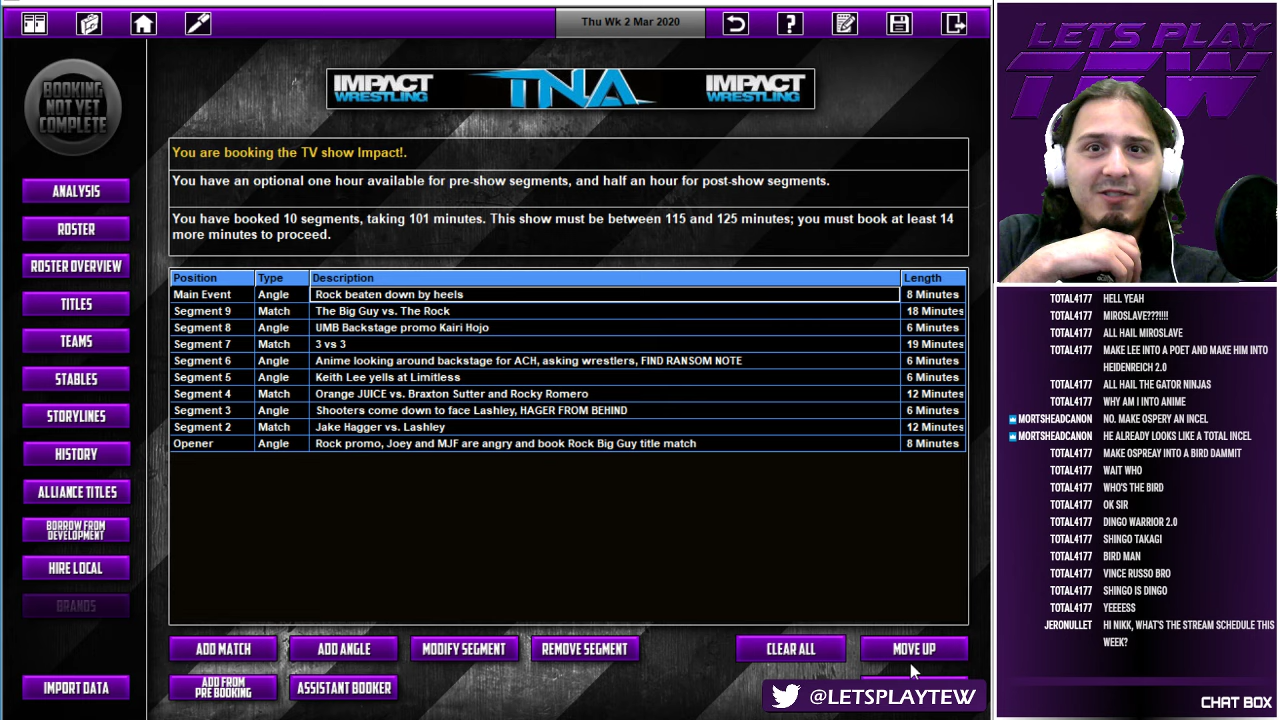 Thu Wk 2 Mar 2020
LETS PLAY
TEW
BOOKING
NOT YET
COMPLETE
IMPACT
WRESTLING
TNA
IMPACT
WRESTLING
You are booking the TV show Impact!.
You have an optional one hour available for pre-show segments, and half an hour for post-show segments.
You have booked 10 segments, taking 101 minutes. This show must be between 115 and 125 minutes; you must book at least 14
more minutes to proceed.
ANALYSIS
ROSTER
ROSTER OVERVIEW
TITLES
TEAMS
STABLES
STORYLINES
HISTORY
ALLIANCE TITLES
BORROW FROM
DEVELOPMENT
HIRE LOCAL
BRANDS
IMPORT DATA
Position Type Description Length
Main Event Angle Rock beaten down by heels 8 Minutes
Segment 9 Match The Big Guy vs. The Rock 18 Minutes
Segment 8 Angle UMB Backstage promo Kairi Hojo 6 Minutes
Segment 7 Match 3 vs 3 19 Minutes
Segment 6 Angle Anime looking around backstage for ACH, asking wrestlers, FIND RANSOM NOTE 6 Minutes
Segment 5 Angle Keith Lee yells at Limitless 6 Minutes
Segment 4 Match Orange JUICE vs. Braxton Sutter and Rocky Romero 12 Minutes
Segment 3 Angle Shooters come down to face Lashley, HAGER FROM BEHIND 6 Minutes
Segment 2 Match Jake Hagger vs. Lashley 12 Minutes
Opener Angle Rock promo, Joey and MJF are angry and book Rock Big Guy title match 8 Minutes
ADD MATCH
ADD ANGLE
MODIFY SEGMENT
REMOVE SEGMENT
CLEAR ALL
MOVE UP
ADD FROM
PRE BOOKING
ASSISTANT BOOKER
@LETSPLAYTEW
TOTAL4177 HELL YEAH
TOTAL4177 MIROSLAVE???!!!!
TOTAL4177 ALL HAIL MIROSLAVE
TOTAL4177 MAKE LEE INTO A POET AND MAKE HIM INTO
HEIDENREICH 2.0
TOTAL4177 ALL HAIL THE GATOR NINJAS
TOTAL4177 WHY AM I INTO ANIME
MORTSHEADCANON NO. MAKE OSPERY AN INCEL
MORTSHEADCANON HE ALREADY LOOKS LIKE A TOTAL INCEL
TOTAL4177 MAKE OSPREAY INTO A BIRD DAMMIT
TOTAL4177 WAIT WHO
TOTAL4177 WHO'S THE BIRD
TOTAL4177 OK SIR
TOTAL4177 DINGO WARRIOR 2.0
TOTAL4177 SHINGO TAKAGI
TOTAL4177 BIRD MAN
TOTAL4177 VINCE RUSSO BRO
TOTAL4177 SHINGO IS DINGO
TOTAL4177 YEEEESS
JERONULLET HI NIKK, WHAT'S THE STREAM SCHEDULE THIS
WEEK?
CHAT BOX